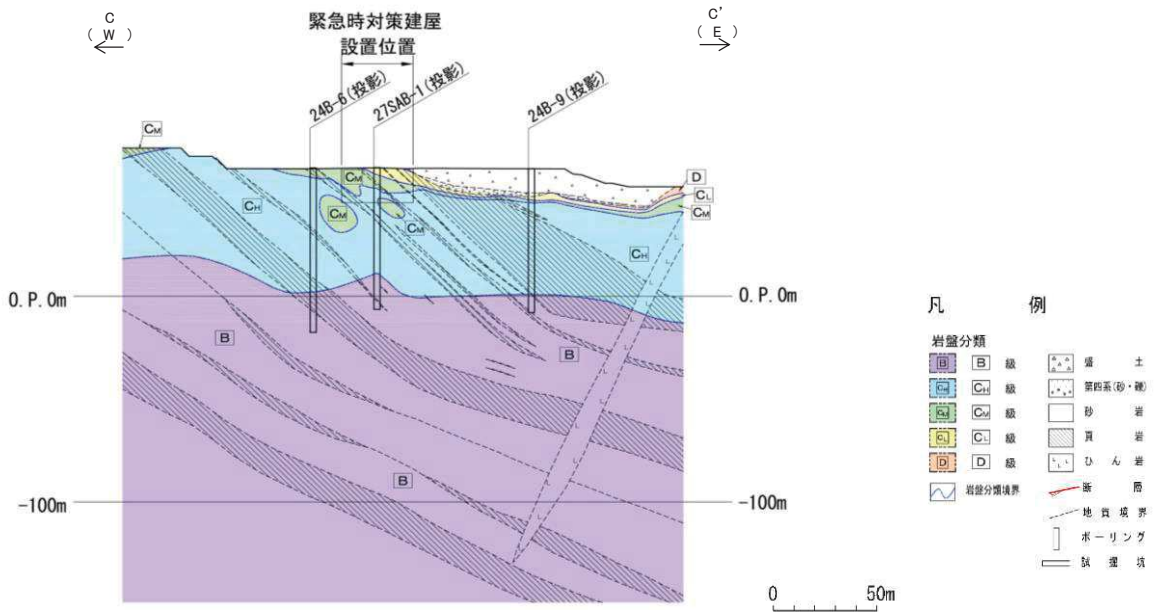 C
( W )
C'
( E )
緊急時対策建屋
設置位置
24B-6(投影)
27SAB-1(投影)
24B-9(投影)
CM
CH
CM
CM
CM
CH
D
CL
CM
O.P.0m
O.P.0m
B
B
B
-100m
-100m
凡 例
岩盤分類
B B 級
CH CH 級
CM CM 級
CL CL 級
D D 級
岩盤分類境界
盛 土
第四系(砂・礫)
砂 岩
頁 岩
ひ ん 岩
断 層
地 質 境 界
ボ ー リ ン グ
試 掘 坑
0 50m